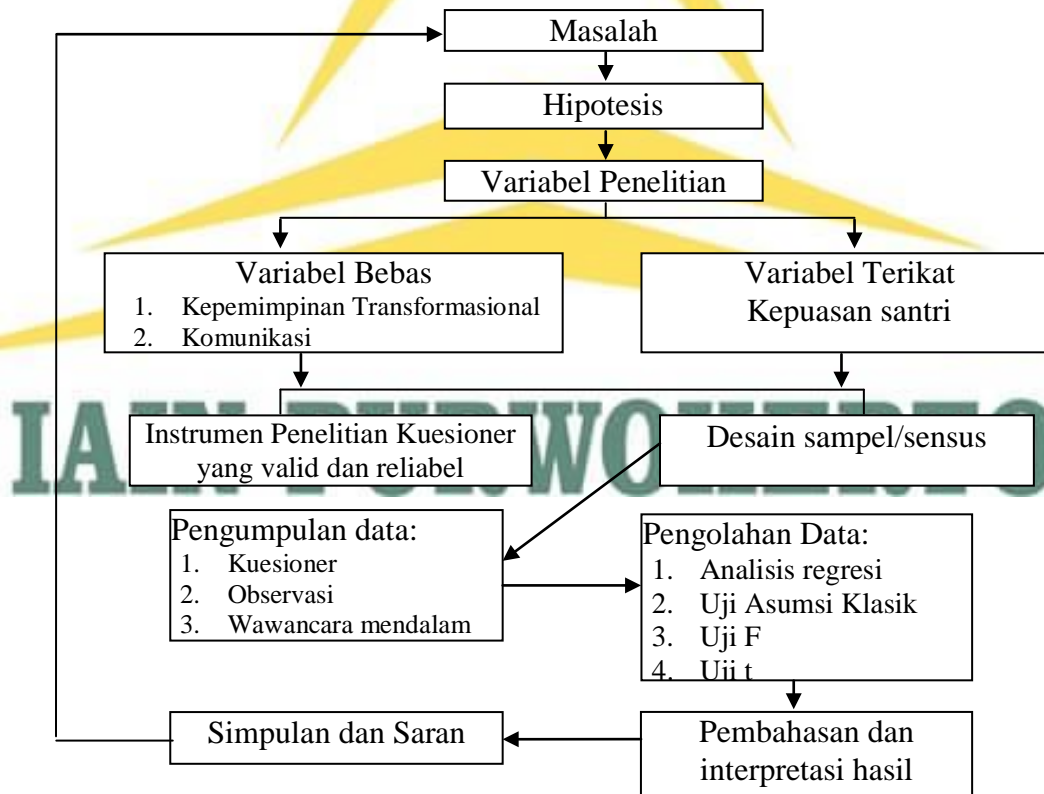 Masalah
Hipotesis
Variabel Penelitian
Variabel Bebas
1. Kepemimpinan Transformasional
2. Komunikasi
Variabel Terikat
Kepuasan santri
IAIN PURWOKERTO
Instrumen Penelitian Kuesioner
yang valid dan reliabel
Desain sampel/sensus
Pengumpulan data:
1. Kuesioner
2. Observasi
3. Wawancara mendalam
Pengolahan Data:
1. Analisis regresi
2. Uji Asumsi Klasik
3. Uji F
4. Uji t
Pembahasan dan
interpretasi hasil
Simpulan dan Saran